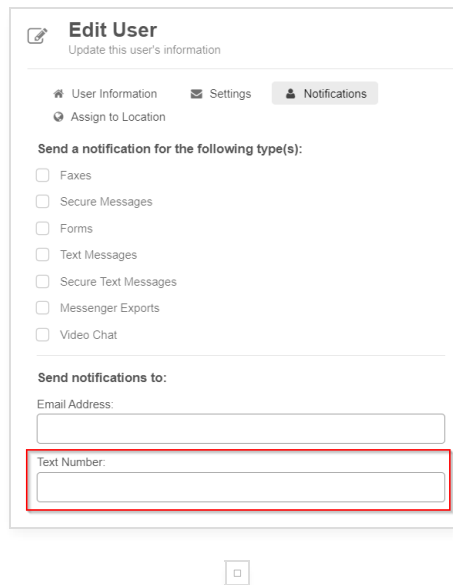 Edit User
Update this user's information
User Information Settings Notifications
Assign to Location
Send a notification for the following type(s):
Faxes
Secure Messages
Forms
Text Messages
Secure Text Messages
Messenger Exports
Video Chat
Send notifications to:
Email Address:
Text Number: